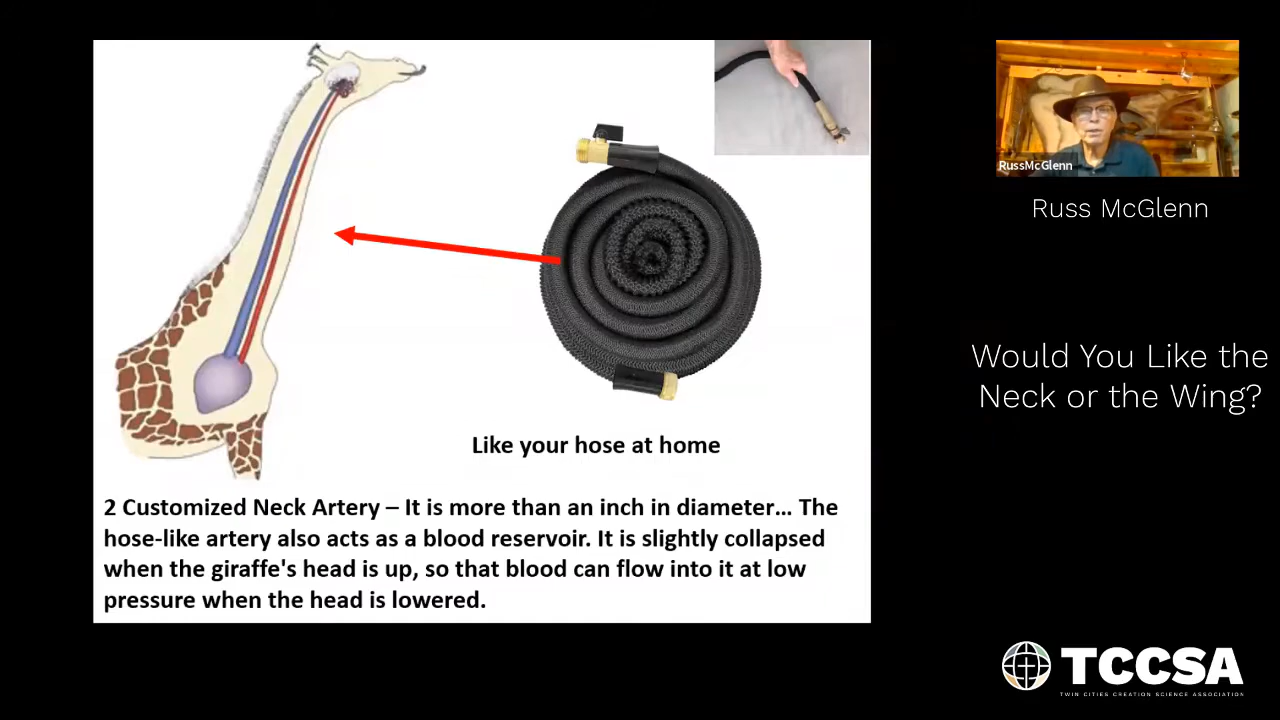 RussMcGlenn
Russ McGlenn
Would You Like the
Neck or the Wing?
Like your hose at home
2 Customized Neck Artery – It is more than an inch in diameter… The
hose-like artery also acts as a blood reservoir. It is slightly collapsed
when the giraffe's head is up, so that blood can flow into it at low
pressure when the head is lowered.
TCCSA
TWIN CITIES CREATION SCIENCE ASSOCIATION